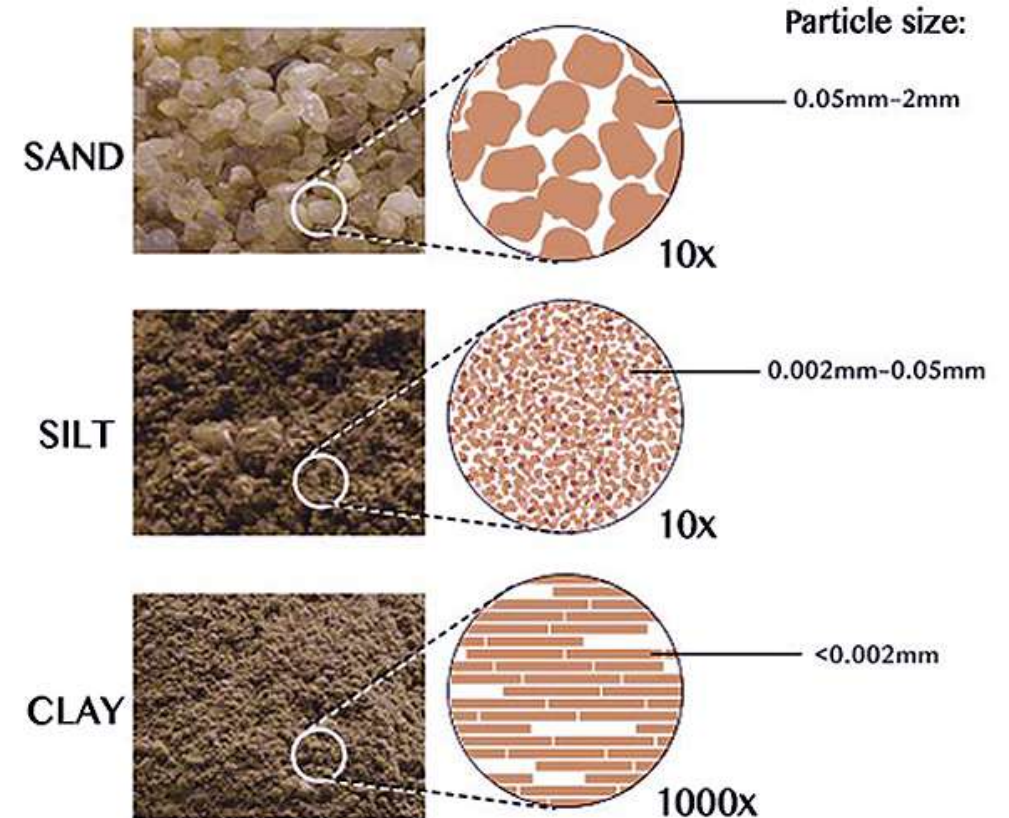 Particle size:
SAND
0.05mm–2mm
10x
SILT
0.002mm–0.05mm
10x
CLAY
<0.002mm
1000x